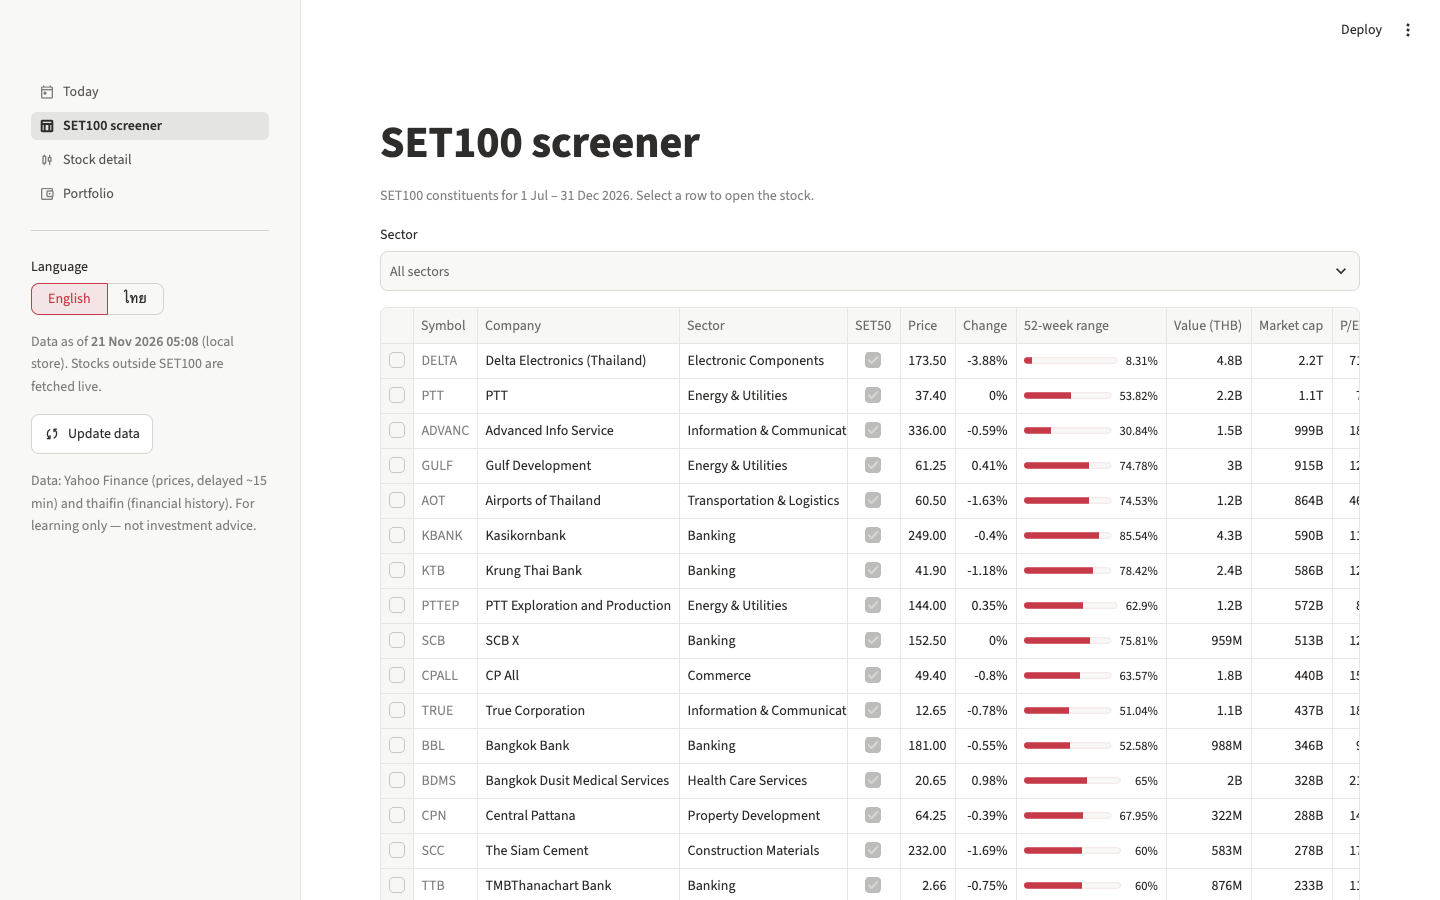 Deploy
Today
SET100 screener
Stock detail
Portfolio
Language
English ไทย
Data as of 21 Nov 2026 05:08 (local
store). Stocks outside SET100 are
fetched live.
Update data
Data: Yahoo Finance (prices, delayed ~15
min) and thaifin (financial history). For
learning only — not investment advice.
SET100 screener
SET100 constituents for 1 Jul – 31 Dec 2026. Select a row to open the stock.
Sector
All sectors
Symbol Company Sector SET50 Price Change 52-week range Value (THB) Market cap P/E
DELTA Delta Electronics (Thailand) Electronic Components 173.50 -3.88% 8.31% 4.8B 2.2T
PTT PTT Energy & Utilities 37.40 0% 53.82% 2.2B 1.1T
ADVANC Advanced Info Service Information & Communicat 336.00 -0.59% 30.84% 1.5B 999B
GULF Gulf Development Energy & Utilities 61.25 0.41% 74.78% 3B 915B
AOT Airports of Thailand Transportation & Logistics 60.50 -1.63% 74.53% 1.2B 864B
KBANK Kasikornbank Banking 249.00 -0.4% 85.54% 4.3B 590B
KTB Krung Thai Bank Banking 41.90 -1.18% 78.42% 2.4B 586B
PTTEP PTT Exploration and Production Energy & Utilities 144.00 0.35% 62.9% 1.2B 572B
SCB SCB X Banking 152.50 0% 75.81% 959M 513B
CPALL CP All Commerce 49.40 -0.8% 63.57% 1.8B 440B
TRUE True Corporation Information & Communicat 12.65 -0.78% 51.04% 1.1B 437B
BBL Bangkok Bank Banking 181.00 -0.55% 52.58% 988M 346B
BDMS Bangkok Dusit Medical Services Health Care Services 20.65 0.98% 65% 2B 328B
CPN Central Pattana Property Development 64.25 -0.39% 67.95% 322M 288B
SCC The Siam Cement Construction Materials 232.00 -1.69% 60% 583M 278B
TTB TMBThanachart Bank Banking 2.66 -0.75% 60% 876M 233B